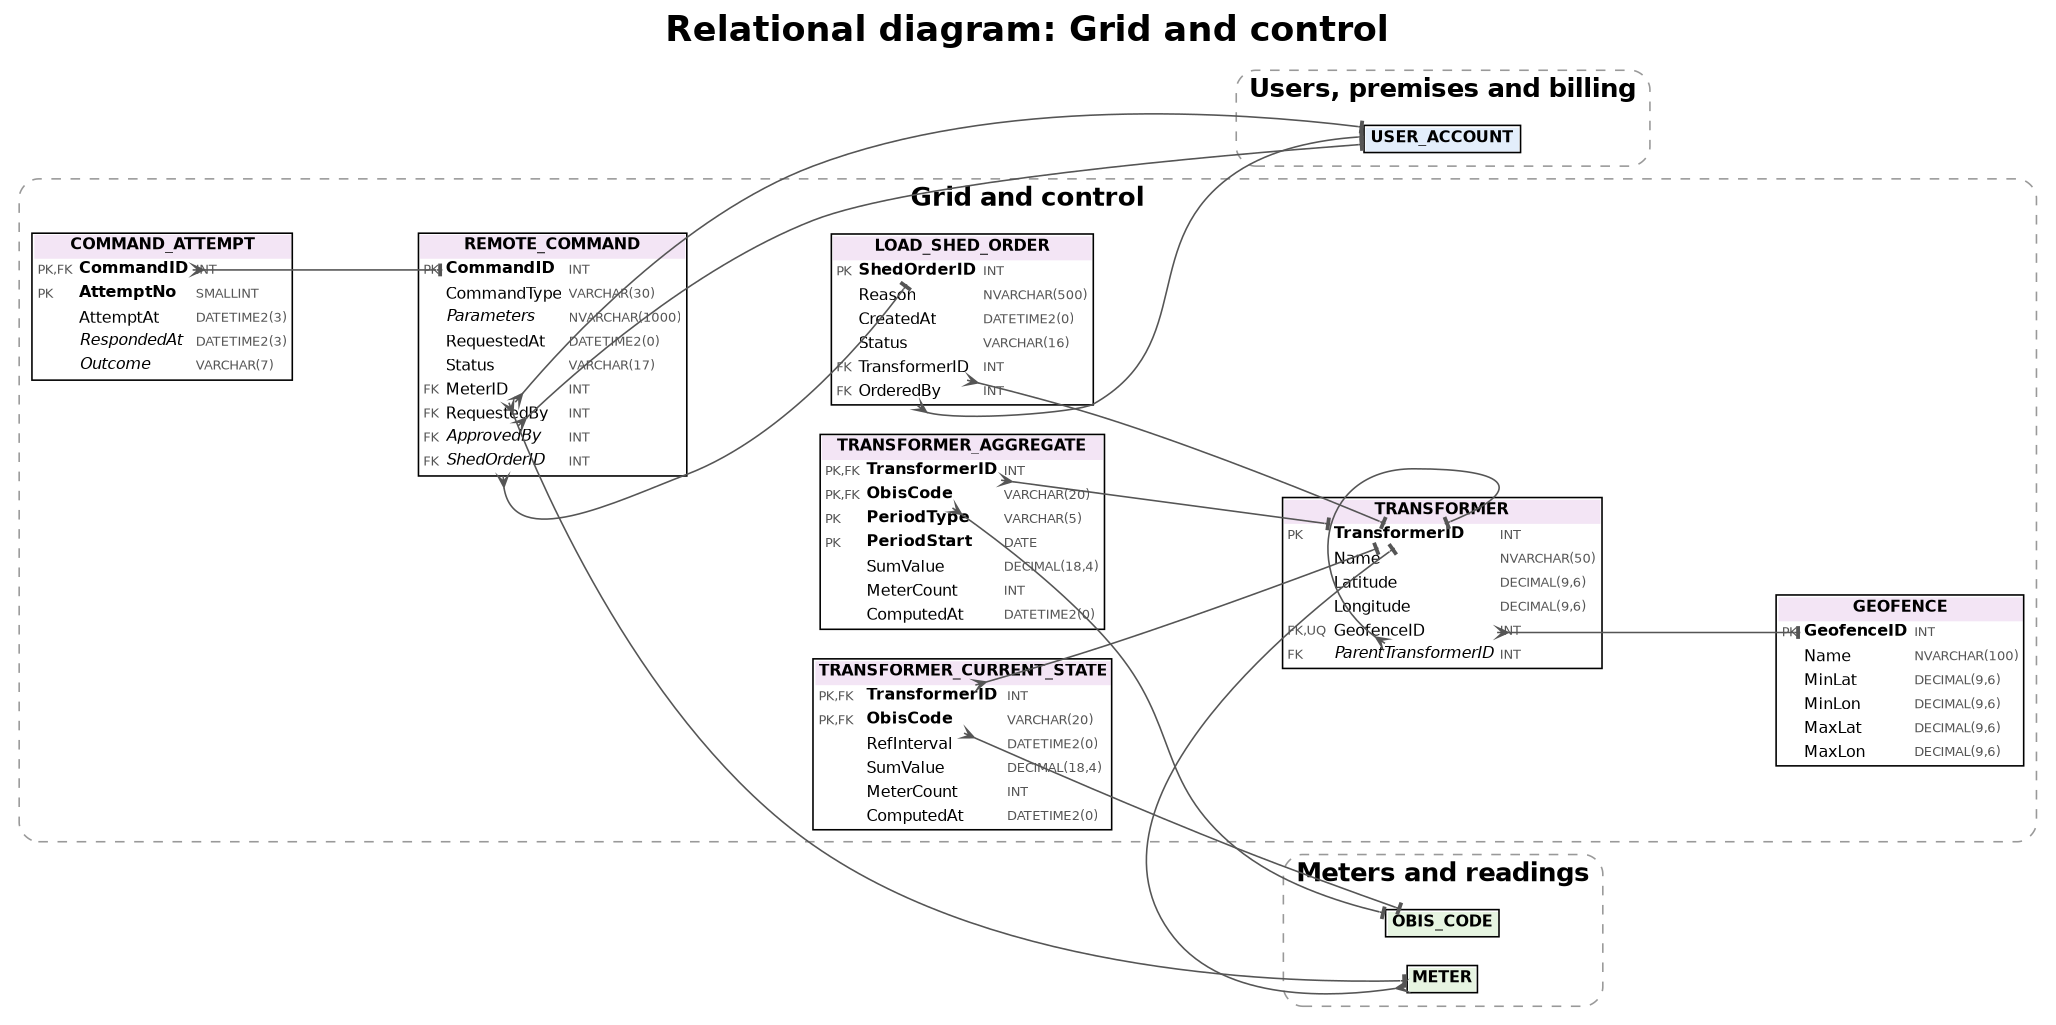 Relational diagram: Grid and control
Users, premises and billing
USER_ACCOUNT
Grid and control
COMMAND_ATTEMPT
PK,FK CommandID INT
PK AttemptNo SMALLINT
AttemptAt DATETIME2(3)
RespondedAt DATETIME2(3)
Outcome VARCHAR(7)
REMOTE_COMMAND
PK CommandID INT
CommandType VARCHAR(30)
Parameters NVARCHAR(1000)
RequestedAt DATETIME2(0)
Status VARCHAR(17)
FK MeterID INT
FK RequestedBy INT
FK ApprovedBy INT
FK ShedOrderID INT
LOAD_SHED_ORDER
PK ShedOrderID INT
Reason NVARCHAR(500)
CreatedAt DATETIME2(0)
Status VARCHAR(16)
FK TransformerID INT
FK OrderedBy INT
TRANSFORMER_AGGREGATE
PK,FK TransformerID INT
PK,FK ObisCode VARCHAR(20)
PK PeriodType VARCHAR(5)
PK PeriodStart DATE
SumValue DECIMAL(18,4)
MeterCount INT
ComputedAt DATETIME2(0)
TRANSFORMER_CURRENT_STATE
PK,FK TransformerID INT
PK,FK ObisCode VARCHAR(20)
RefInterval DATETIME2(0)
SumValue DECIMAL(18,4)
MeterCount INT
ComputedAt DATETIME2(0)
TRANSFORMER
PK TransformerID INT
Name NVARCHAR(50)
Latitude DECIMAL(9,6)
Longitude DECIMAL(9,6)
FK,UQ GeofenceID INT
FK ParentTransformerID INT
GEOFENCE
PK GeofenceID INT
Name NVARCHAR(100)
MinLat DECIMAL(9,6)
MinLon DECIMAL(9,6)
MaxLat DECIMAL(9,6)
MaxLon DECIMAL(9,6)
Meters and readings
OBIS_CODE
METER